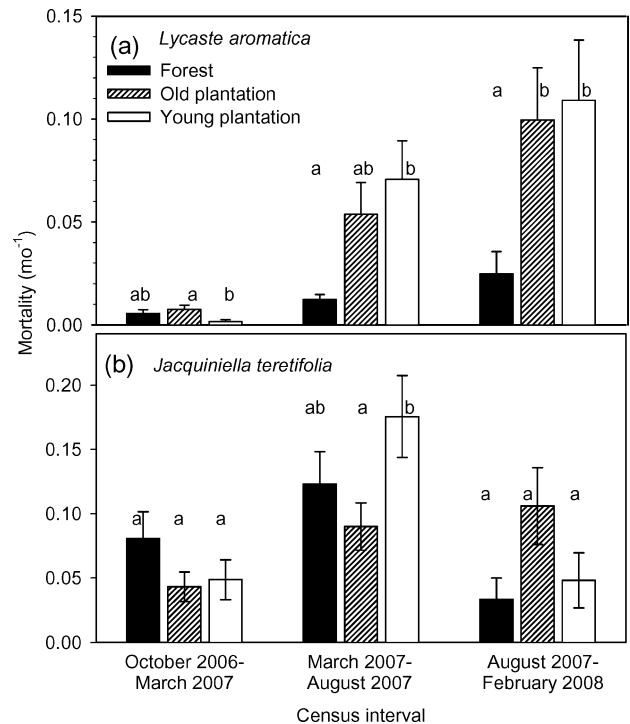 0.15
(a) Lycaste aromatica
Forest
Old plantation
Young plantation
a b b
0.10
a ab b
0.05
ab a b
0.00
Mortality (mo⁻¹)
(b) Jacquiniella teretifolia
0.20
ab a b
0.15
a a a
0.10
a a a
0.05
0.00
October 2006- March 2007- August 2007-
March 2007 August 2007 February 2008
Census interval